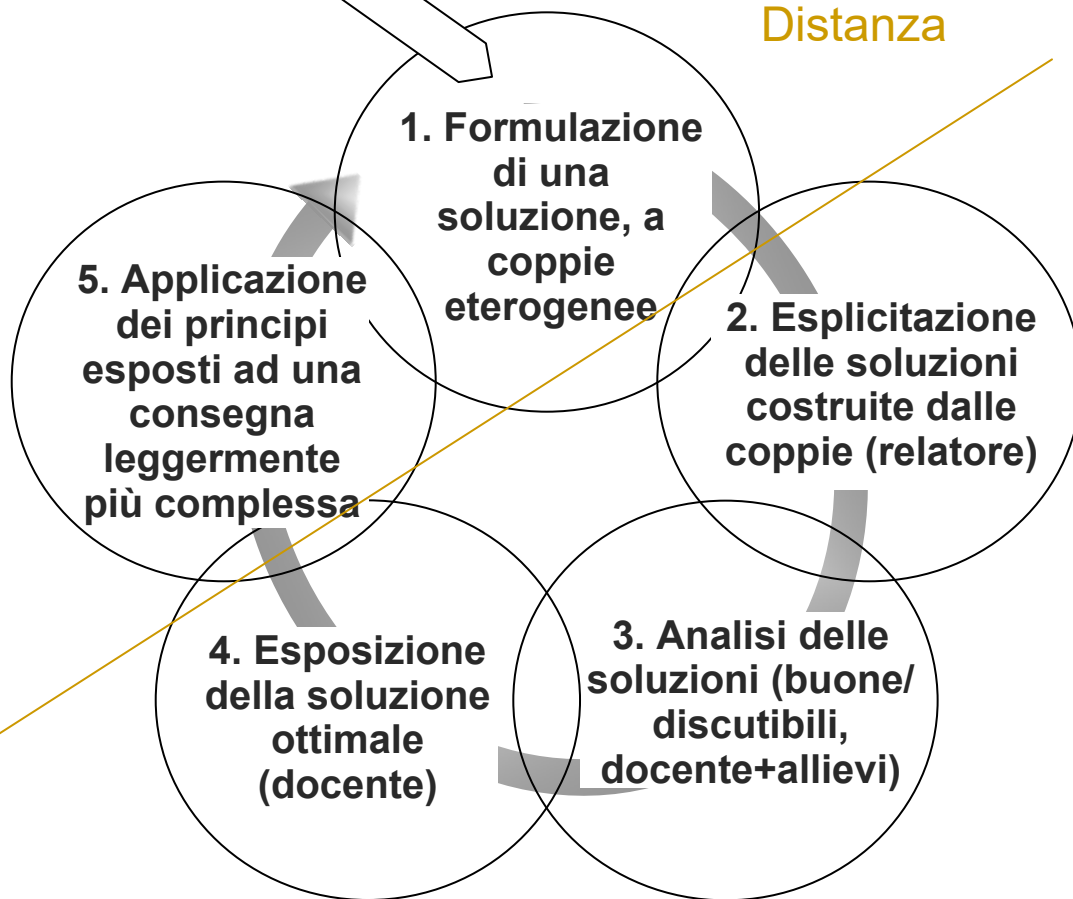 Distanza
1. Formulazione
di una
soluzione, a
coppie
eterogenee
2. Esplicitazione
delle soluzioni
costruite dalle
coppie (relatore)
3. Analisi delle
soluzioni (buone/
discutibili,
docente+allievi)
4. Esposizione
della soluzione
ottimale
(docente)
5. Applicazione
dei principi
esposti ad una
consegna
leggermente
più complessa